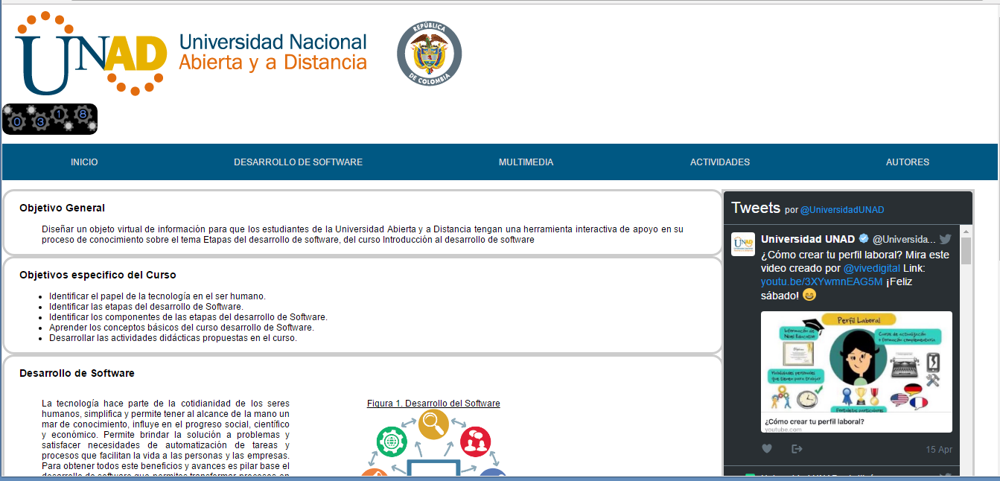 UNAD
Universidad Nacional
Abierta y a Distancia
REPÚBLICA
DE COLOMBIA
0 3 1 8
INICIO DESARROLLO DE SOFTWARE MULTIMEDIA ACTIVIDADES AUTORES
Objetivo General
Diseñar un objeto virtual de información para que los estudiantes de la Universidad Abierta y a Distancia tengan una herramienta interactiva de apoyo en su
proceso de conocimiento sobre el tema Etapas del desarrollo de software, del curso Introducción al desarrollo de software
Objetivos especifico del Curso
Identificar el papel de la tecnología en el ser humano.
Identificar las etapas del desarrollo de Software.
Identificar los componentes de las etapas del desarrollo de Software.
Aprender los conceptos básicos del curso desarrollo de Software.
Desarrollar las actividades didácticas propuestas en el curso.
Desarrollo de Software
La tecnología hace parte de la cotidianidad de los seres
humanos, simplifica y permite tener al alcance de la mano un
mar de conocimiento, influye en el progreso social, científico
y económico. Permite brindar la solución a problemas y
satisfacer necesidades de automatización de tareas y
procesos que facilitan la vida a las personas y las empresas.
Para obtener todos este beneficios y avances es pilar base el
desarrollo de software que permites transformar procesos en
Figura 1. Desarrollo del Software
Tweets por @UniversidadUNAD
Universidad UNAD @Universida...
¿Cómo crear tu perfil laboral? Mira este
video creado por @vivedigital Link:
youtu.be/3XYwmnEAG5M ¡Feliz
sábado!
Perfil Laboral
Información de
Nivel Educativo
Cursos de actualización
o formación complementaria
Habilidades personales
que tienen para trabajar
Fortalezas particulares
¿Cómo crear tu perfil laboral?
youtube.com
15 Apr